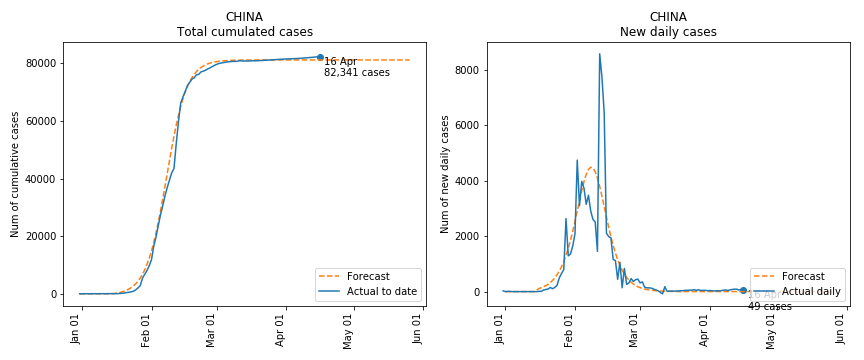 CHINA
Total cumulated cases
Num of cumulative cases
80000
60000
40000
20000
0
16 Apr
82,341 cases
Forecast
Actual to date
Jan 01
Feb 01
Mar 01
Apr 01
May 01
Jun 01
CHINA
New daily cases
Num of new daily cases
8000
6000
4000
2000
0
Forecast
Actual daily
16 Apr
49 cases
Jan 01
Feb 01
Mar 01
Apr 01
May 01
Jun 01